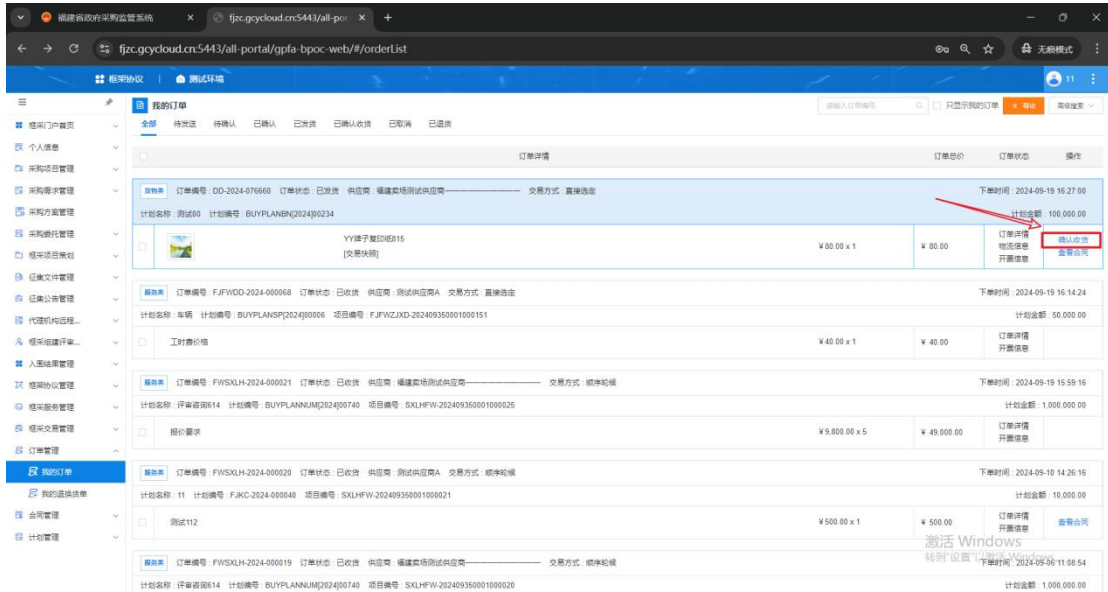 福建省政府采购监管系统
fjzc.gcycloud.cn:5443/all-por
fjzc.gcycloud.cn:5443/all-portal/gpfa-bpoc-web/#/orderList
无痕模式
框架协议 | 测试环境
11
框采门户首页
个人信息
采购项目管理
采购需求管理
采购方案管理
采购委托管理
框采项目策划
征集文件管理
征集公告管理
代理机构远程...
框采组建评审...
入围结果管理
框架协议管理
框采服务管理
框采交易管理
订单管理
我的订单
我的退换货单
合同管理
计划管理
我的订单
请输入订单编号
只显示我的订单
导出
高级搜索
全部 待发送 待确认 已确认 已发货 已确认收货 已取消 已退货
订单详情 订单总价 订单状态 操作
货物类 订单编号 : DD-2024-076660 订单状态 : 已发货 供应商 : 福建卖场测试供应商 交易方式 : 直接选定 下单时间 : 2024-09-19 16:27:00
计划名称 : 测试00 计划编号 : BUYPLANBN[2024]00234 计划金额 : 100,000.00
YY牌子复印纸815
[交易快照]
¥ 80.00 x 1 ¥ 80.00
订单详情
物流信息
开票信息
确认收货
查看合同
服务类 订单编号 : FJFWDD-2024-000068 订单状态 : 已收货 供应商 : 测试供应商A 交易方式 : 直接选定 下单时间 : 2024-09-19 16:14:24
计划名称 : 车辆 计划编号 : BUYPLANSP[2024]00006 项目编号 : FJFWZJXD-202409350001000151 计划金额 : 50,000.00
工时费价格 ¥ 40.00 x 1 ¥ 40.00
订单详情
开票信息
服务类 订单编号 : FWSXLH-2024-000021 订单状态 : 已收货 供应商 : 福建卖场测试供应商 交易方式 : 顺序轮候 下单时间 : 2024-09-19 15:59:16
计划名称 : 评审咨询614 计划编号 : BUYPLANNUM[2024]00740 项目编号 : SXLHFW-202409350001000025 计划金额 : 1,000,000.00
报价要求 ¥ 9,800.00 x 5 ¥ 49,000.00
订单详情
开票信息
服务类 订单编号 : FWSXLH-2024-000020 订单状态 : 已收货 供应商 : 测试供应商A 交易方式 : 顺序轮候 下单时间 : 2024-09-10 14:26:16
计划名称 : 11 计划编号 : FJKC-2024-000040 项目编号 : SXLHFW-202409350001000021 计划金额 : 10,000.00
测试112 ¥ 500.00 x 1 ¥ 500.00
订单详情
开票信息
查看合同
激活 Windows
转到"设置"以激活 Windows。
服务类 订单编号 : FWSXLH-2024-000019 订单状态 : 已收货 供应商 : 福建卖场测试供应商 交易方式 : 顺序轮候 下单时间 : 2024-09-06 11:08:54
计划名称 : 评审咨询614 计划编号 : BUYPLANNUM[2024]00740 项目编号 : SXLHFW-202409350001000020 计划金额 : 1,000,000.00